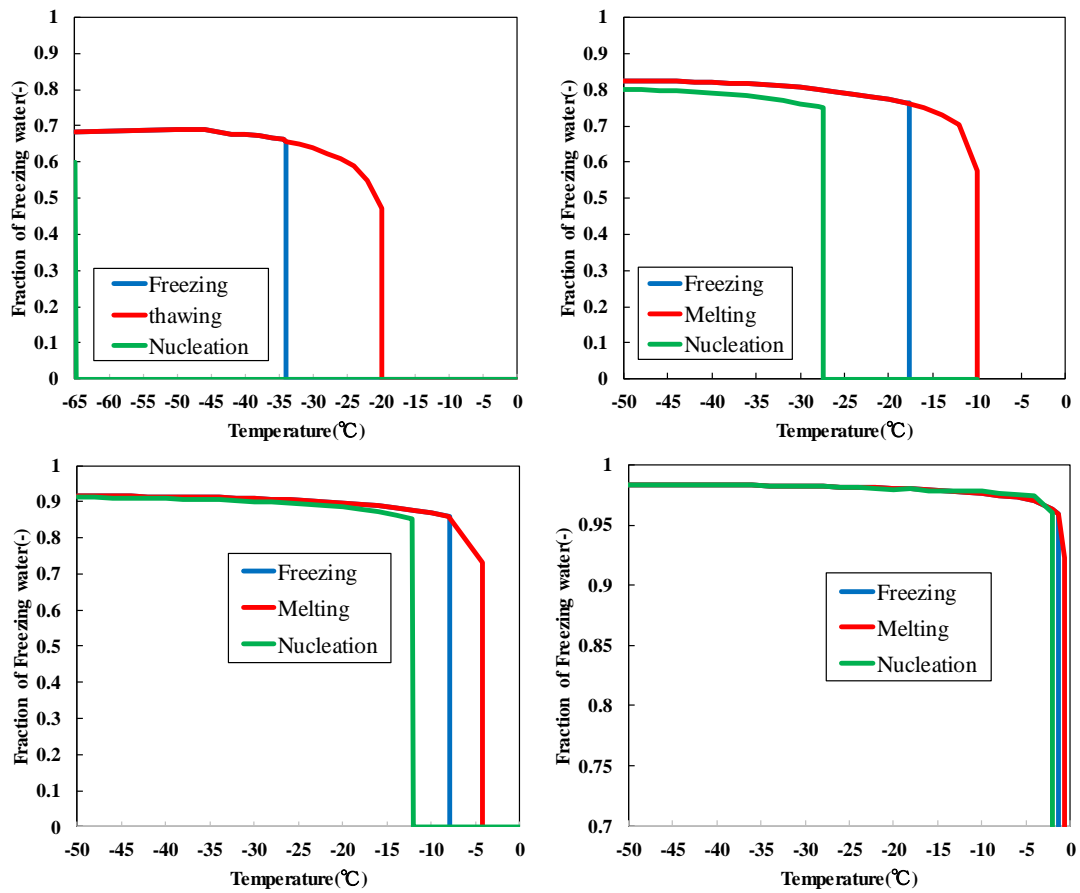 1
0.9
0.8
0.7
0.6
0.5
0.4
0.3
0.2
0.1
0
Fraction of Freezing water(-)
Freezing
thawing
Nucleation
-65 -60 -55 -50 -45 -40 -35 -30 -25 -20 -15 -10 -5 0
Temperature(℃)
1
0.9
0.8
0.7
0.6
0.5
0.4
0.3
0.2
0.1
0
Fraction of Freezing water(-)
Freezing
Melting
Nucleation
-50 -45 -40 -35 -30 -25 -20 -15 -10 -5 0
Temperature(℃)
1
0.9
0.8
0.7
0.6
0.5
0.4
0.3
0.2
0.1
0
Fraction of Freezing water(-)
Freezing
Melting
Nucleation
-50 -45 -40 -35 -30 -25 -20 -15 -10 -5 0
Temperature(℃)
1
0.95
0.9
0.85
0.8
0.75
0.7
Fraction of Freezing water(-)
Freezing
Melting
Nucleation
-50 -45 -40 -35 -30 -25 -20 -15 -10 -5 0
Temperature(℃)